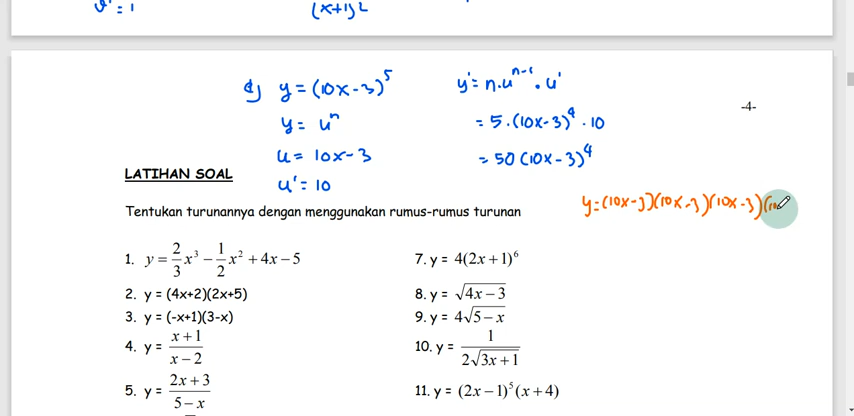 v' = 1
(x+1)²
d) y = (10x-3)⁵
y = uⁿ
u = 10x-3
u' = 10
y' = n.uⁿ⁻¹ . u'
= 5.(10x-3)⁴ . 10
= 50(10x-3)⁴
-4-
LATIHAN SOAL
y=(10x-3)(10x-3)(10x-3)(10
Tentukan turunannya dengan menggunakan rumus-rumus turunan
1. y = 2/3 x³ − 1/2 x² + 4x − 5
2. y = (4x+2)(2x+5)
3. y = (-x+1)(3-x)
4. y = (x+1)/(x−2)
5. y = (2x+3)/(5−x)
7. y = 4(2x+1)⁶
8. y = √(4x−3)
9. y = 4√(5−x)
10. y = 1/(2√(3x+1))
11. y = (2x−1)⁵(x+4)